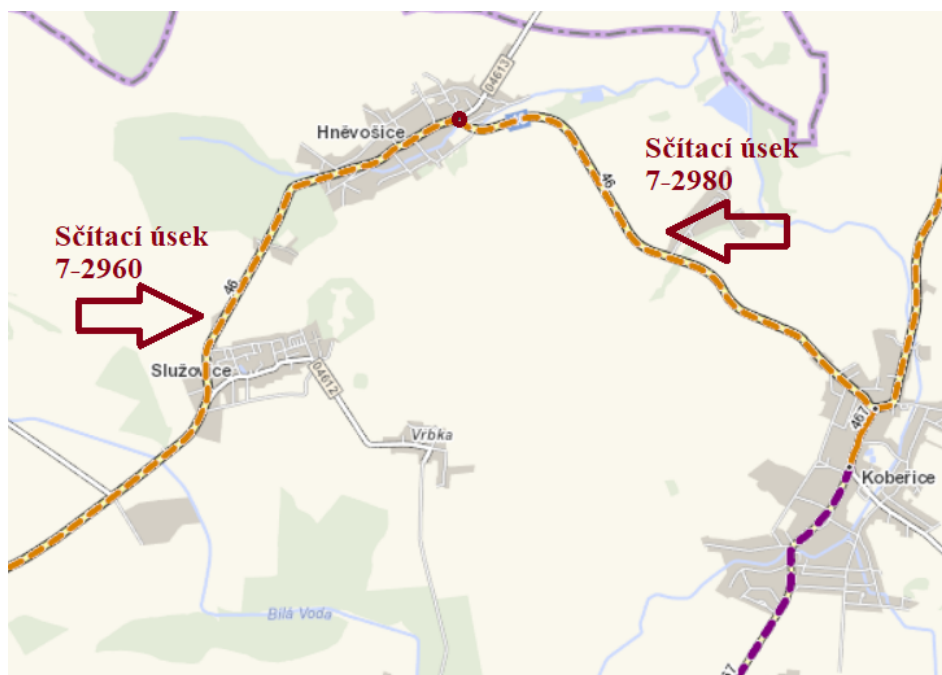 04613
Hněvošice
Sčítací úsek
7-2980
46
Sčítací úsek
7-2960
46
Služovice
04612
Vrbka
467
Kobeřice
Bílá Voda
67